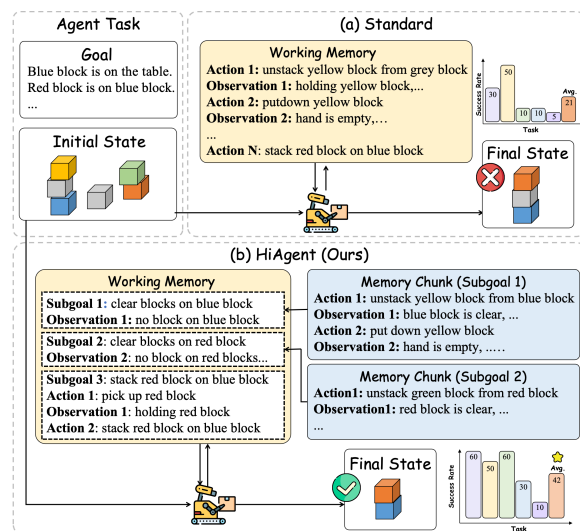 Agent Task
Goal
Blue block is on the table.
Red block is on blue block.
...
Initial State
(a) Standard
Working Memory
Action 1: unstack yellow block from grey block
Observation 1: holding yellow block,...
Action 2: putdown yellow block
Observation 2: hand is empty,...
...
Action N: stack red block on blue block
Success Rate
30
50
10
10
5
Avg.
21
Task
Final State
(b) HiAgent (Ours)
Working Memory
Subgoal 1: clear blocks on blue block
Observation 1: no block on blue block
Subgoal 2: clear blocks on red block
Observation 2: no block on red blocks...
Subgoal 3: stack red block on blue block
Action 1: pick up red block
Observation 1: holding red block
Action 2: stack red block on blue block
Memory Chunk (Subgoal 1)
Action 1: unstack yellow block from blue block
Observation 1: blue block is clear, ...
Action 2: put down yellow block
Observation 2: hand is empty, .....
Memory Chunk (Subgoal 2)
Action1: unstack green block from red block
Observation1: red block is clear, ...
...
Final State
Success Rate
60
50
60
30
10
Avg.
42
Task